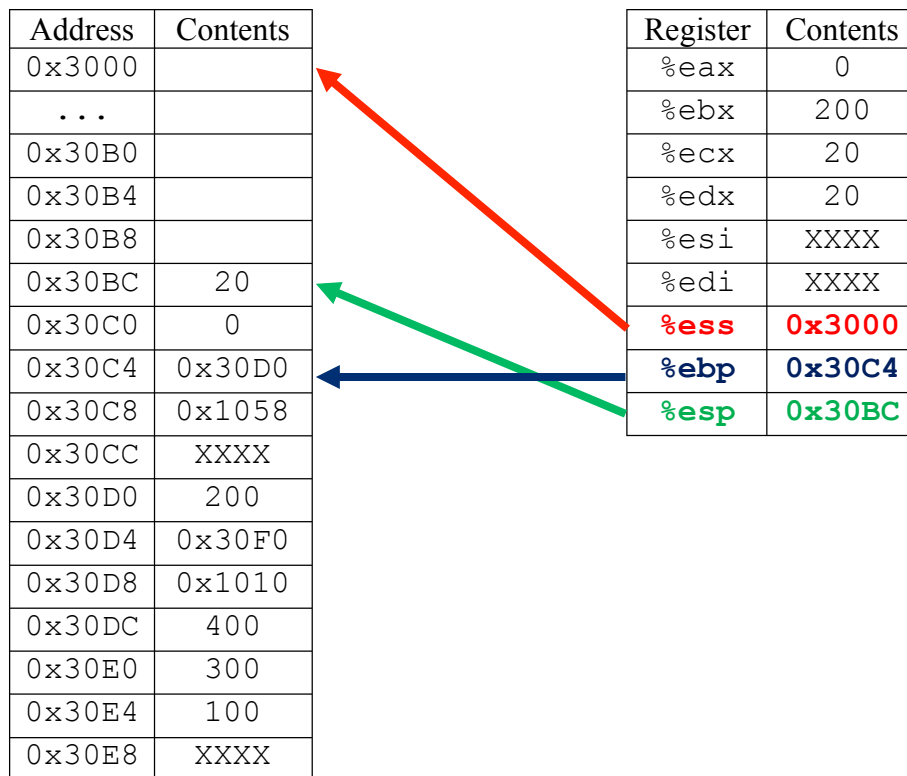 Address Contents
0x3000
...
0x30B0
0x30B4
0x30B8
0x30BC 20
0x30C0 0
0x30C4 0x30D0
0x30C8 0x1058
0x30CC XXXX
0x30D0 200
0x30D4 0x30F0
0x30D8 0x1010
0x30DC 400
0x30E0 300
0x30E4 100
0x30E8 XXXX
Register Contents
%eax 0
%ebx 200
%ecx 20
%edx 20
%esi XXXX
%edi XXXX
%ess 0x3000
%ebp 0x30C4
%esp 0x30BC